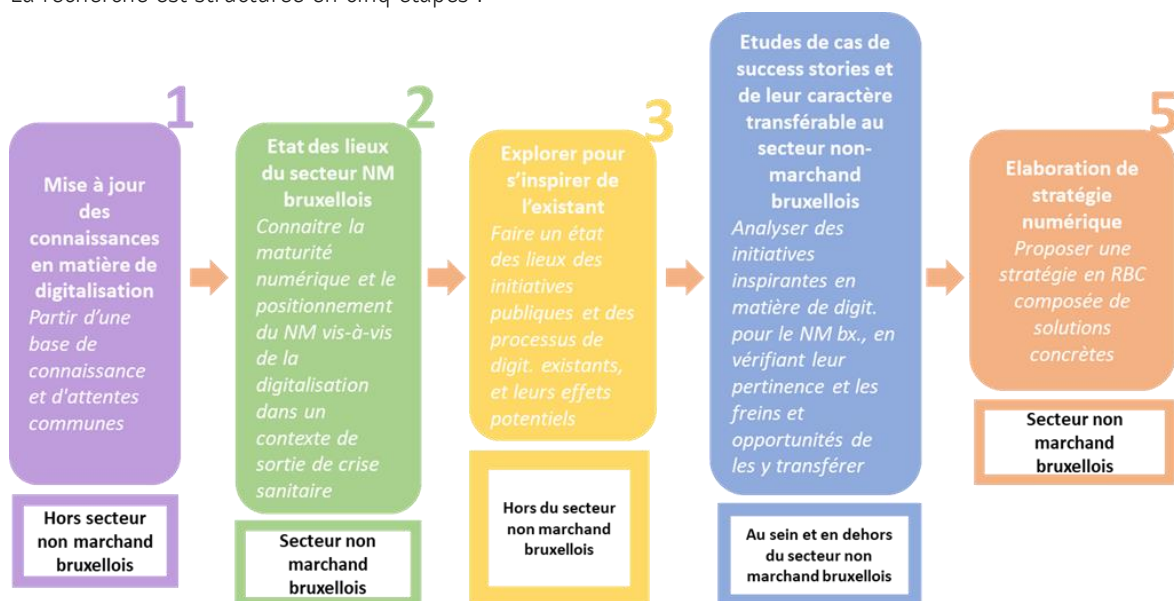 La recherche est structurée en cinq étapes :
1
Mise à jour
des
connaissances
en matière de
digitalisation
Partir d'une
base de
connaissance
et d'attentes
communes
Hors secteur
non marchand
bruxellois
2
Etat des lieux
du secteur NM
bruxellois
Connaitre la
maturité
numérique et le
positionnement
du NM vis-à-vis
de la
digitalisation
dans un
contexte de
sortie de crise
sanitaire
Secteur non
marchand
bruxellois
3
Explorer pour
s'inspirer de
l'existant
Faire un état
des lieux des
initiatives
publiques et des
processus de
digit. existants,
et leurs effets
potentiels
Hors du secteur
non marchand
bruxellois
Etudes de cas de
success stories et
de leur caractère
transférable au
secteur non-
marchand
bruxellois
Analyser des
initiatives
inspirantes en
matière de digit.
pour le NM bx., en
vérifiant leur
pertinence et les
freins et
opportunités de
les y transférer
Au sein et en dehors
du secteur non
marchand bruxellois
5
Elaboration de
stratégie
numérique
Proposer une
stratégie en RBC
composée de
solutions
concrètes
Secteur non
marchand
bruxellois